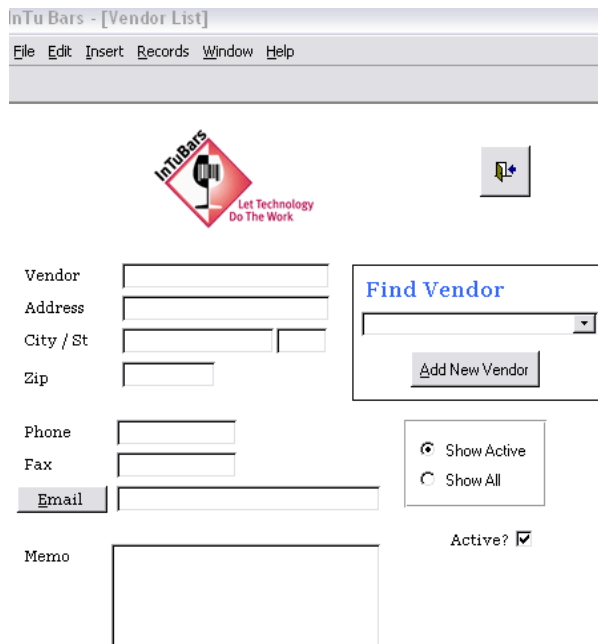 InTu Bars - [Vendor List]
File Edit Insert Records Window Help
InTuBars
Let Technology
Do The Work
Vendor
Address
City / St
Zip
Find Vendor
Add New Vendor
Phone
Fax
Email
Show Active
Show All
Active?
Memo